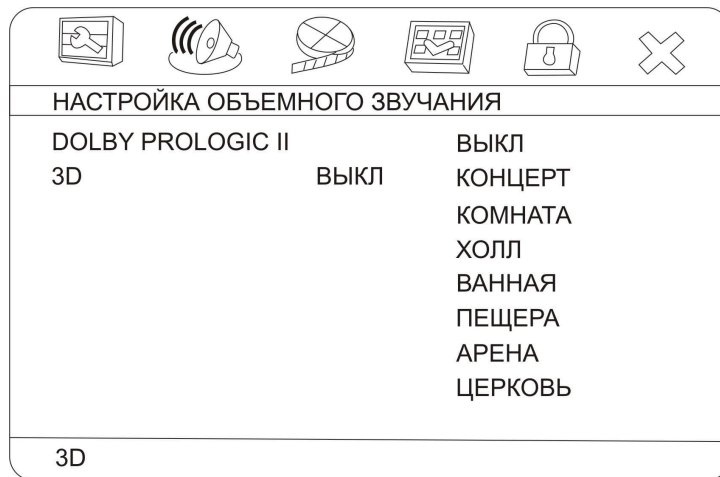 НАСТРОЙКА ОБЪЕМНОГО ЗВУЧАНИЯ
DOLBY PROLOGIC II ВЫКЛ
3D ВЫКЛ КОНЦЕРТ
КОМНАТА
ХОЛЛ
ВАННАЯ
ПЕЩЕРА
АРЕНА
ЦЕРКОВЬ
3D